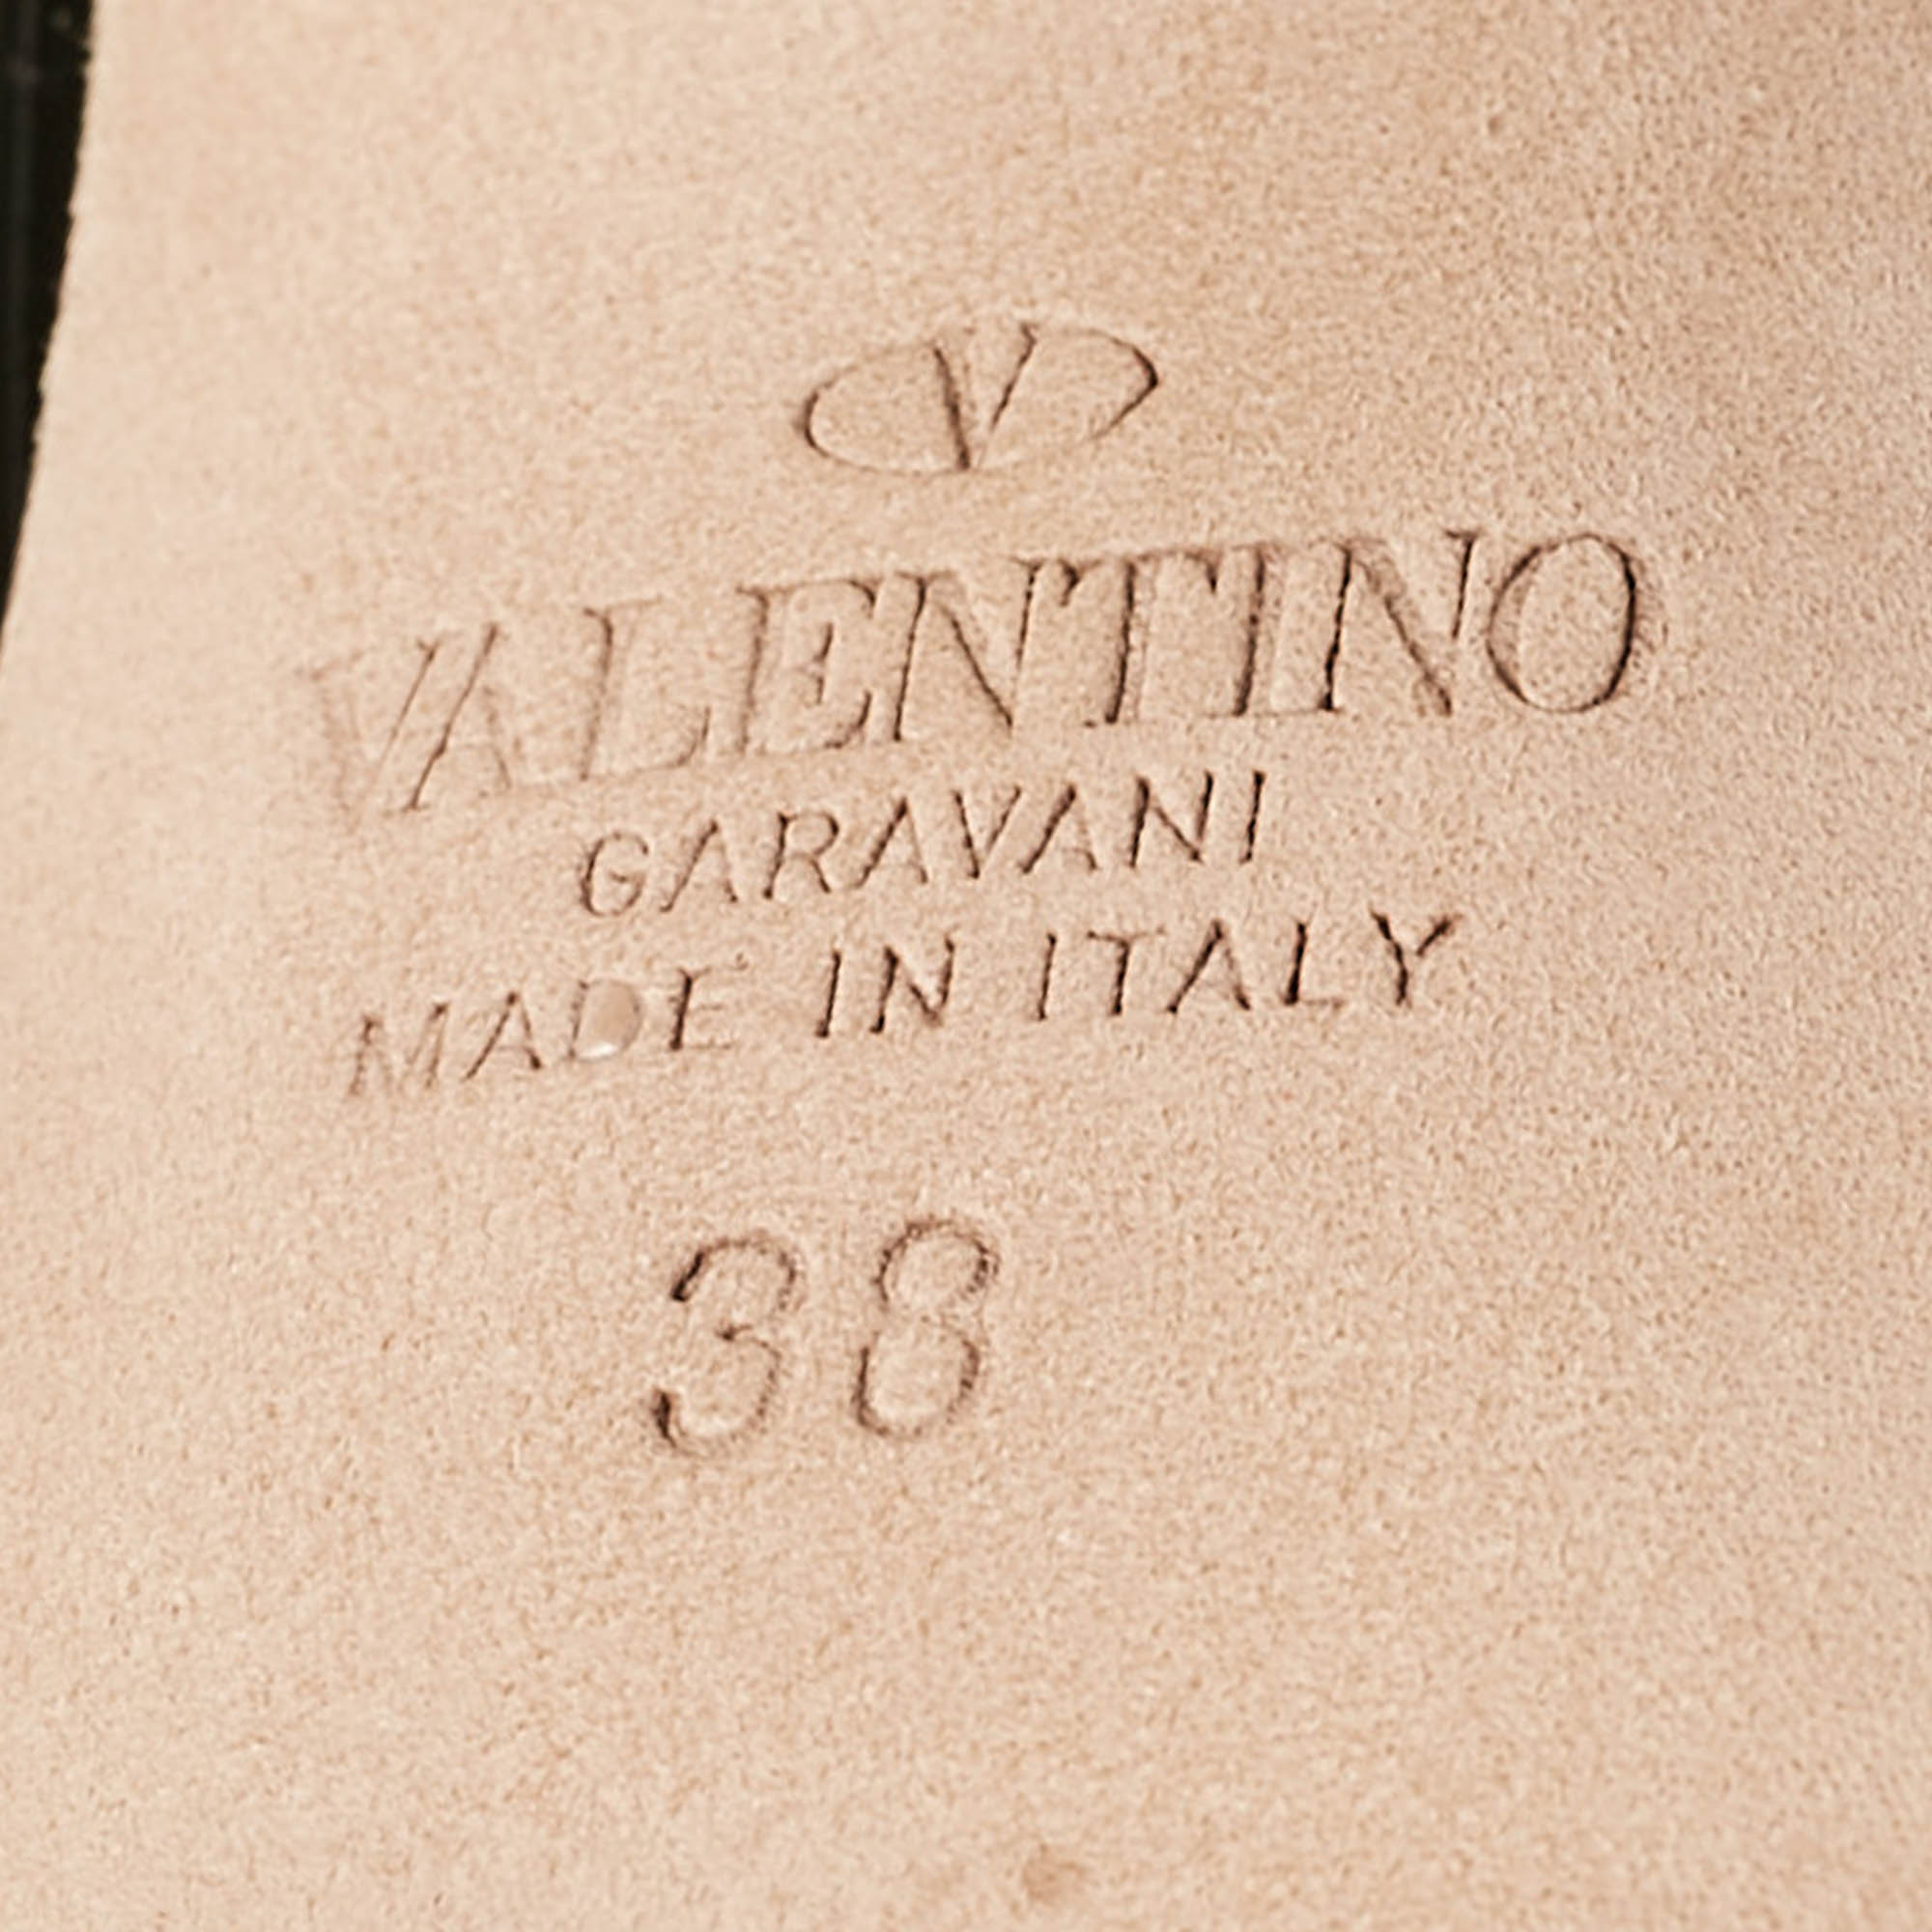 V
VALENTINO
GARAVANI
MADE IN ITALY
38